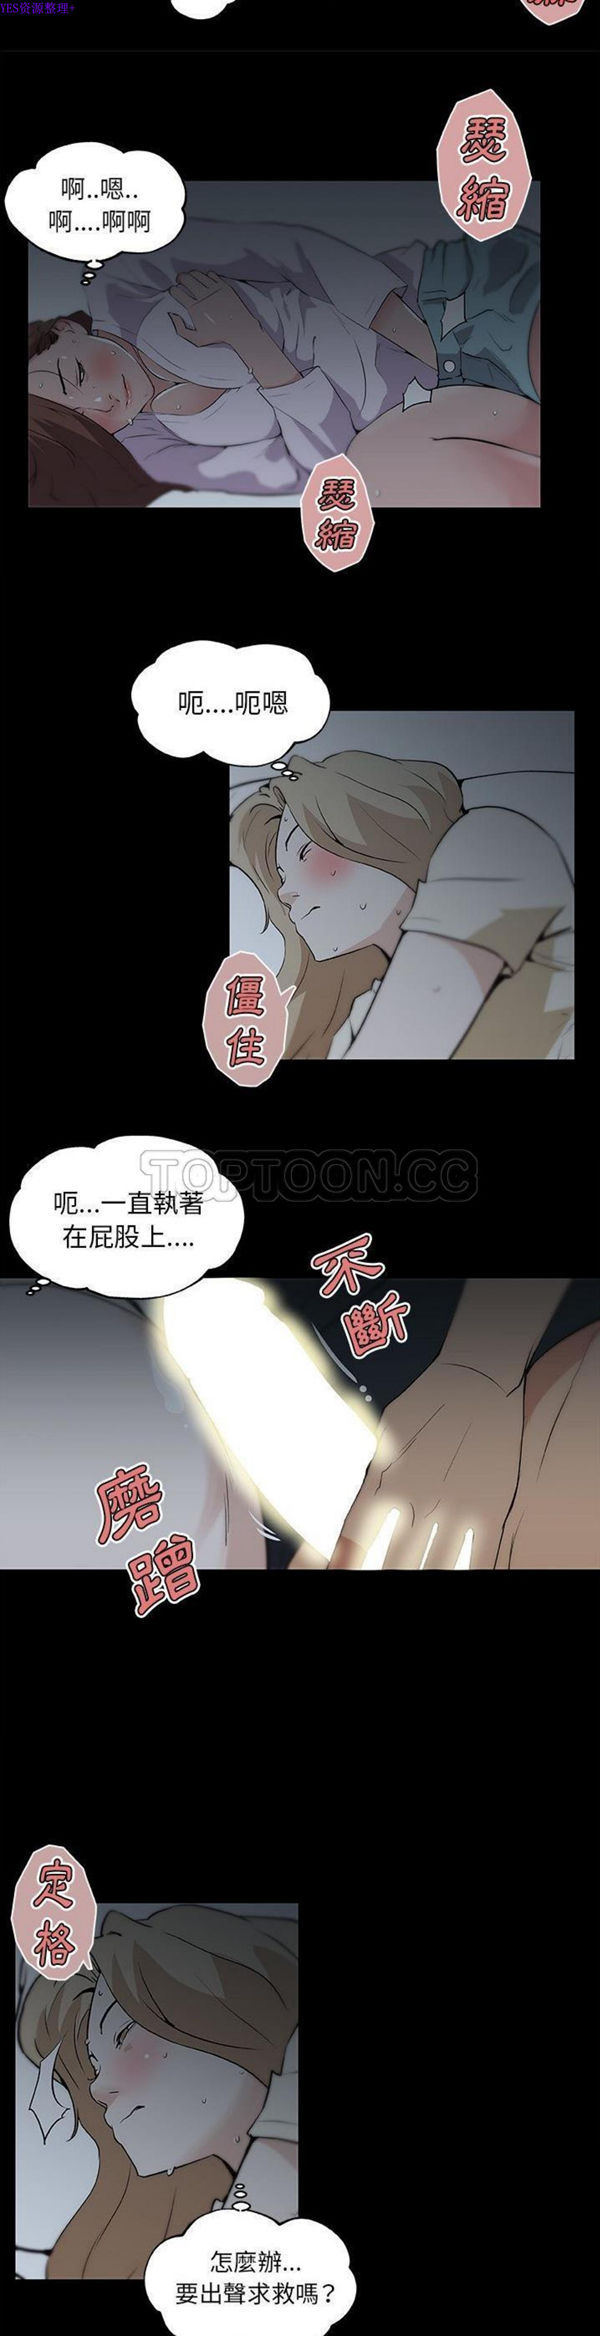 YES资源整理+
瑟縮
啊..嗯..
啊....啊啊
瑟縮
呃....呃嗯
僵住
TOPTOON.CC
呃...一直執著
在屁股上....
不斷
磨蹭
定格
怎麼辦...
要出聲求救嗎？